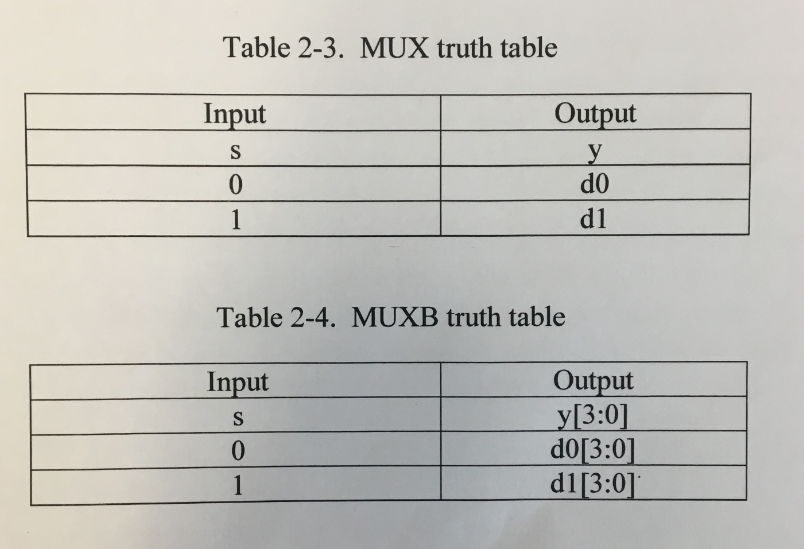 Table 2-3. MUX truth table
Input Output
s y
0 d0
1 d1
Table 2-4. MUXB truth table
Input Output
s y[3:0]
0 d0[3:0]
1 d1[3:0]